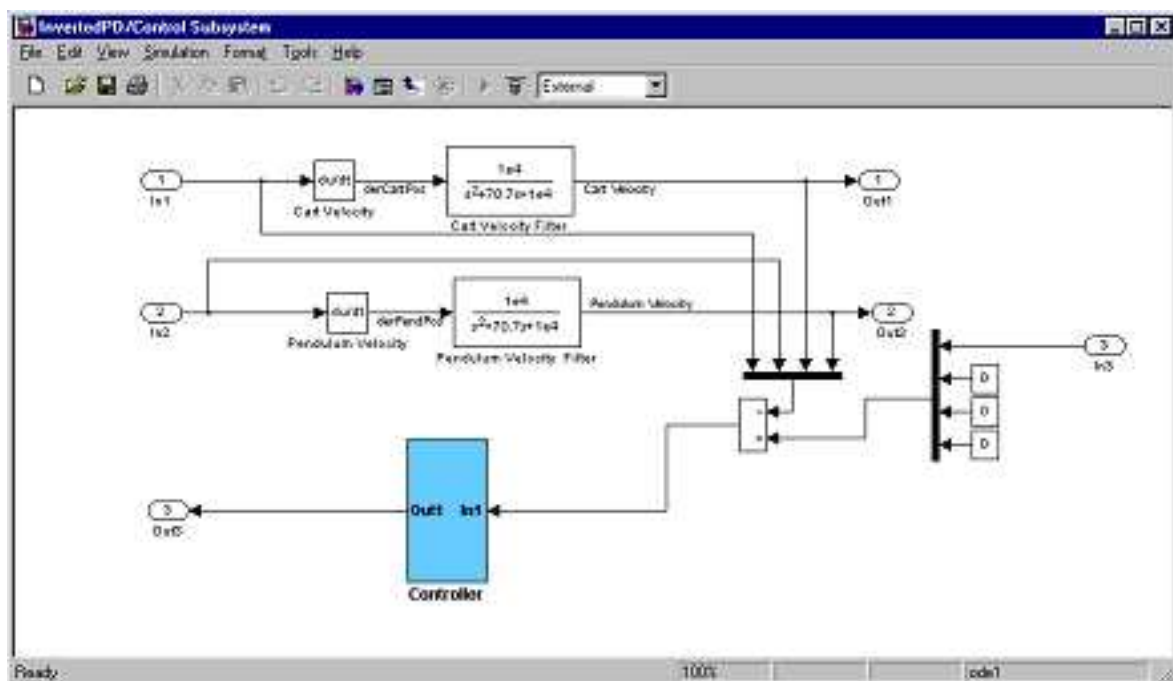 InvertedPD/Control Subsystem
File Edit View Simulation Format Tools Help
External
1
In1
du/dt
Cart Velocity
derCartPos
1e4
s²+70.7s+1e4
Cart Velocity Filter
Cart Velocity
1
Out1
2
In2
du/dt
Pendulum Velocity
derPendPos
1e4
s²+70.7s+1e4
Pendulum Velocity Filter
Pendulum Velocity
2
Out2
3
In3
0
0
0
Out1 In1
Controller
3
Out3
Ready
100%
ode1